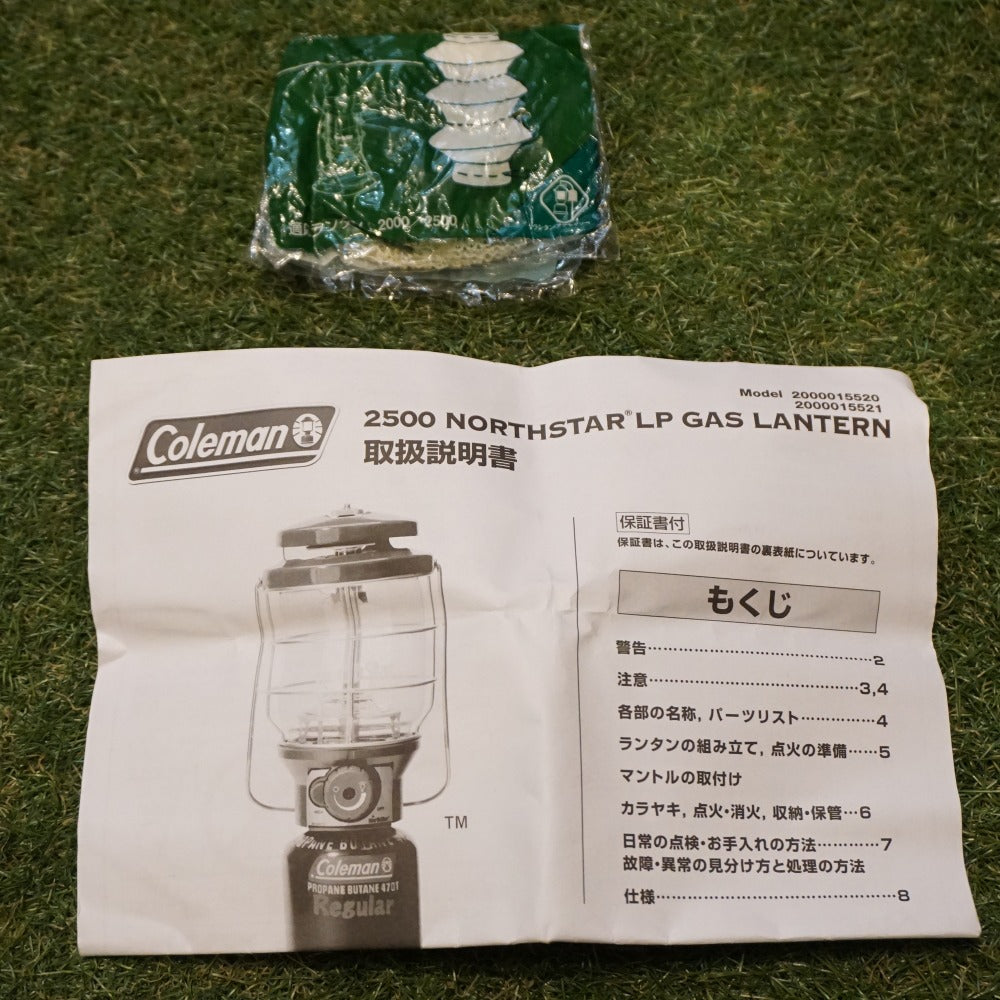 2000 2500
Model 2000015520
2000015521
Coleman
2500 NORTHSTAR® LP GAS LANTERN
取扱説明書
保証書付
保証書は、この取扱説明書の裏表紙についています。
もくじ
警告……………………………………2
注意…………………………………3,4
各部の名称, パーツリスト……………4
ランタンの組み立て, 点火の準備……5
マントルの取付け
カラヤキ, 点火・消火, 収納・保管…6
日常の点検・お手入れの方法…………7
故障・異常の見分け方と処理の方法
仕様……………………………………8
TM
Coleman
PROPANE BUTANE 470T
Regular